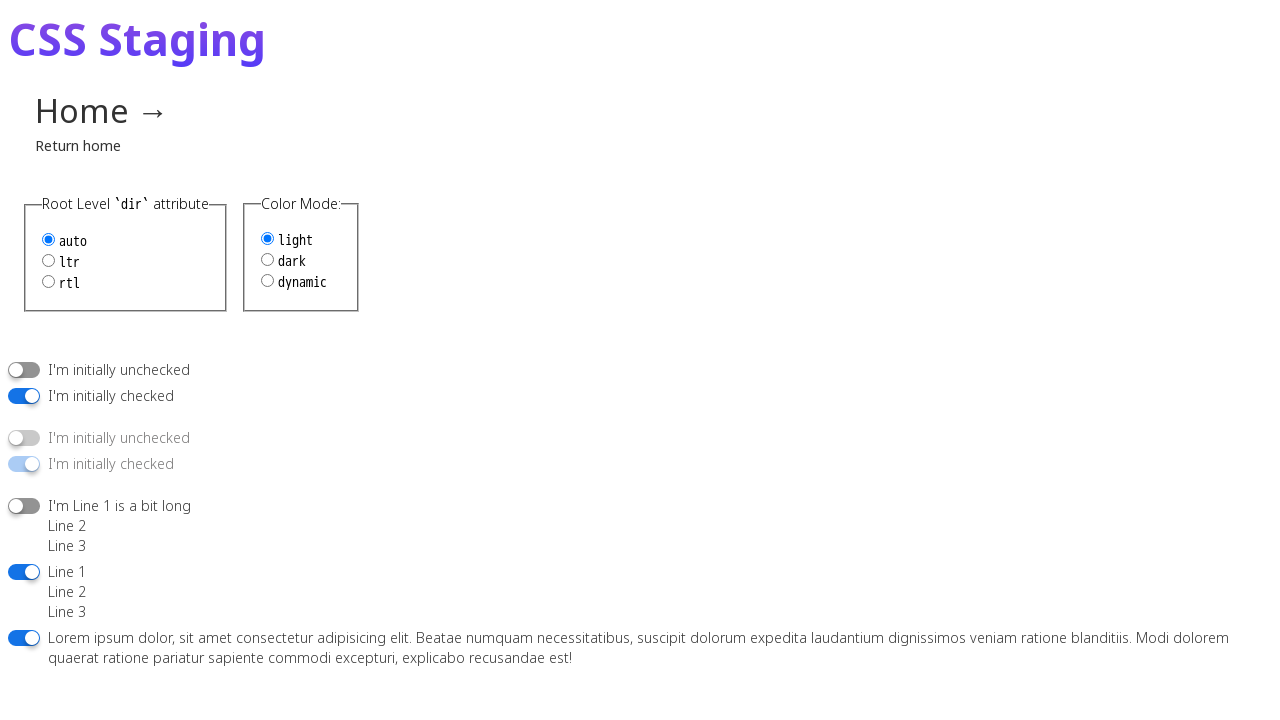 CSS Staging
Home →
Return home
Root Level `dir` attribute
auto
ltr
rtl
Color Mode:
light
dark
dynamic
I'm initially unchecked
I'm initially checked
I'm initially unchecked
I'm initially checked
I'm Line 1 is a bit long
Line 2
Line 3
Line 1
Line 2
Line 3
Lorem ipsum dolor, sit amet consectetur adipisicing elit. Beatae numquam necessitatibus, suscipit dolorum expedita laudantium dignissimos veniam ratione blanditiis. Modi dolorem
quaerat ratione pariatur sapiente commodi excepturi, explicabo recusandae est!